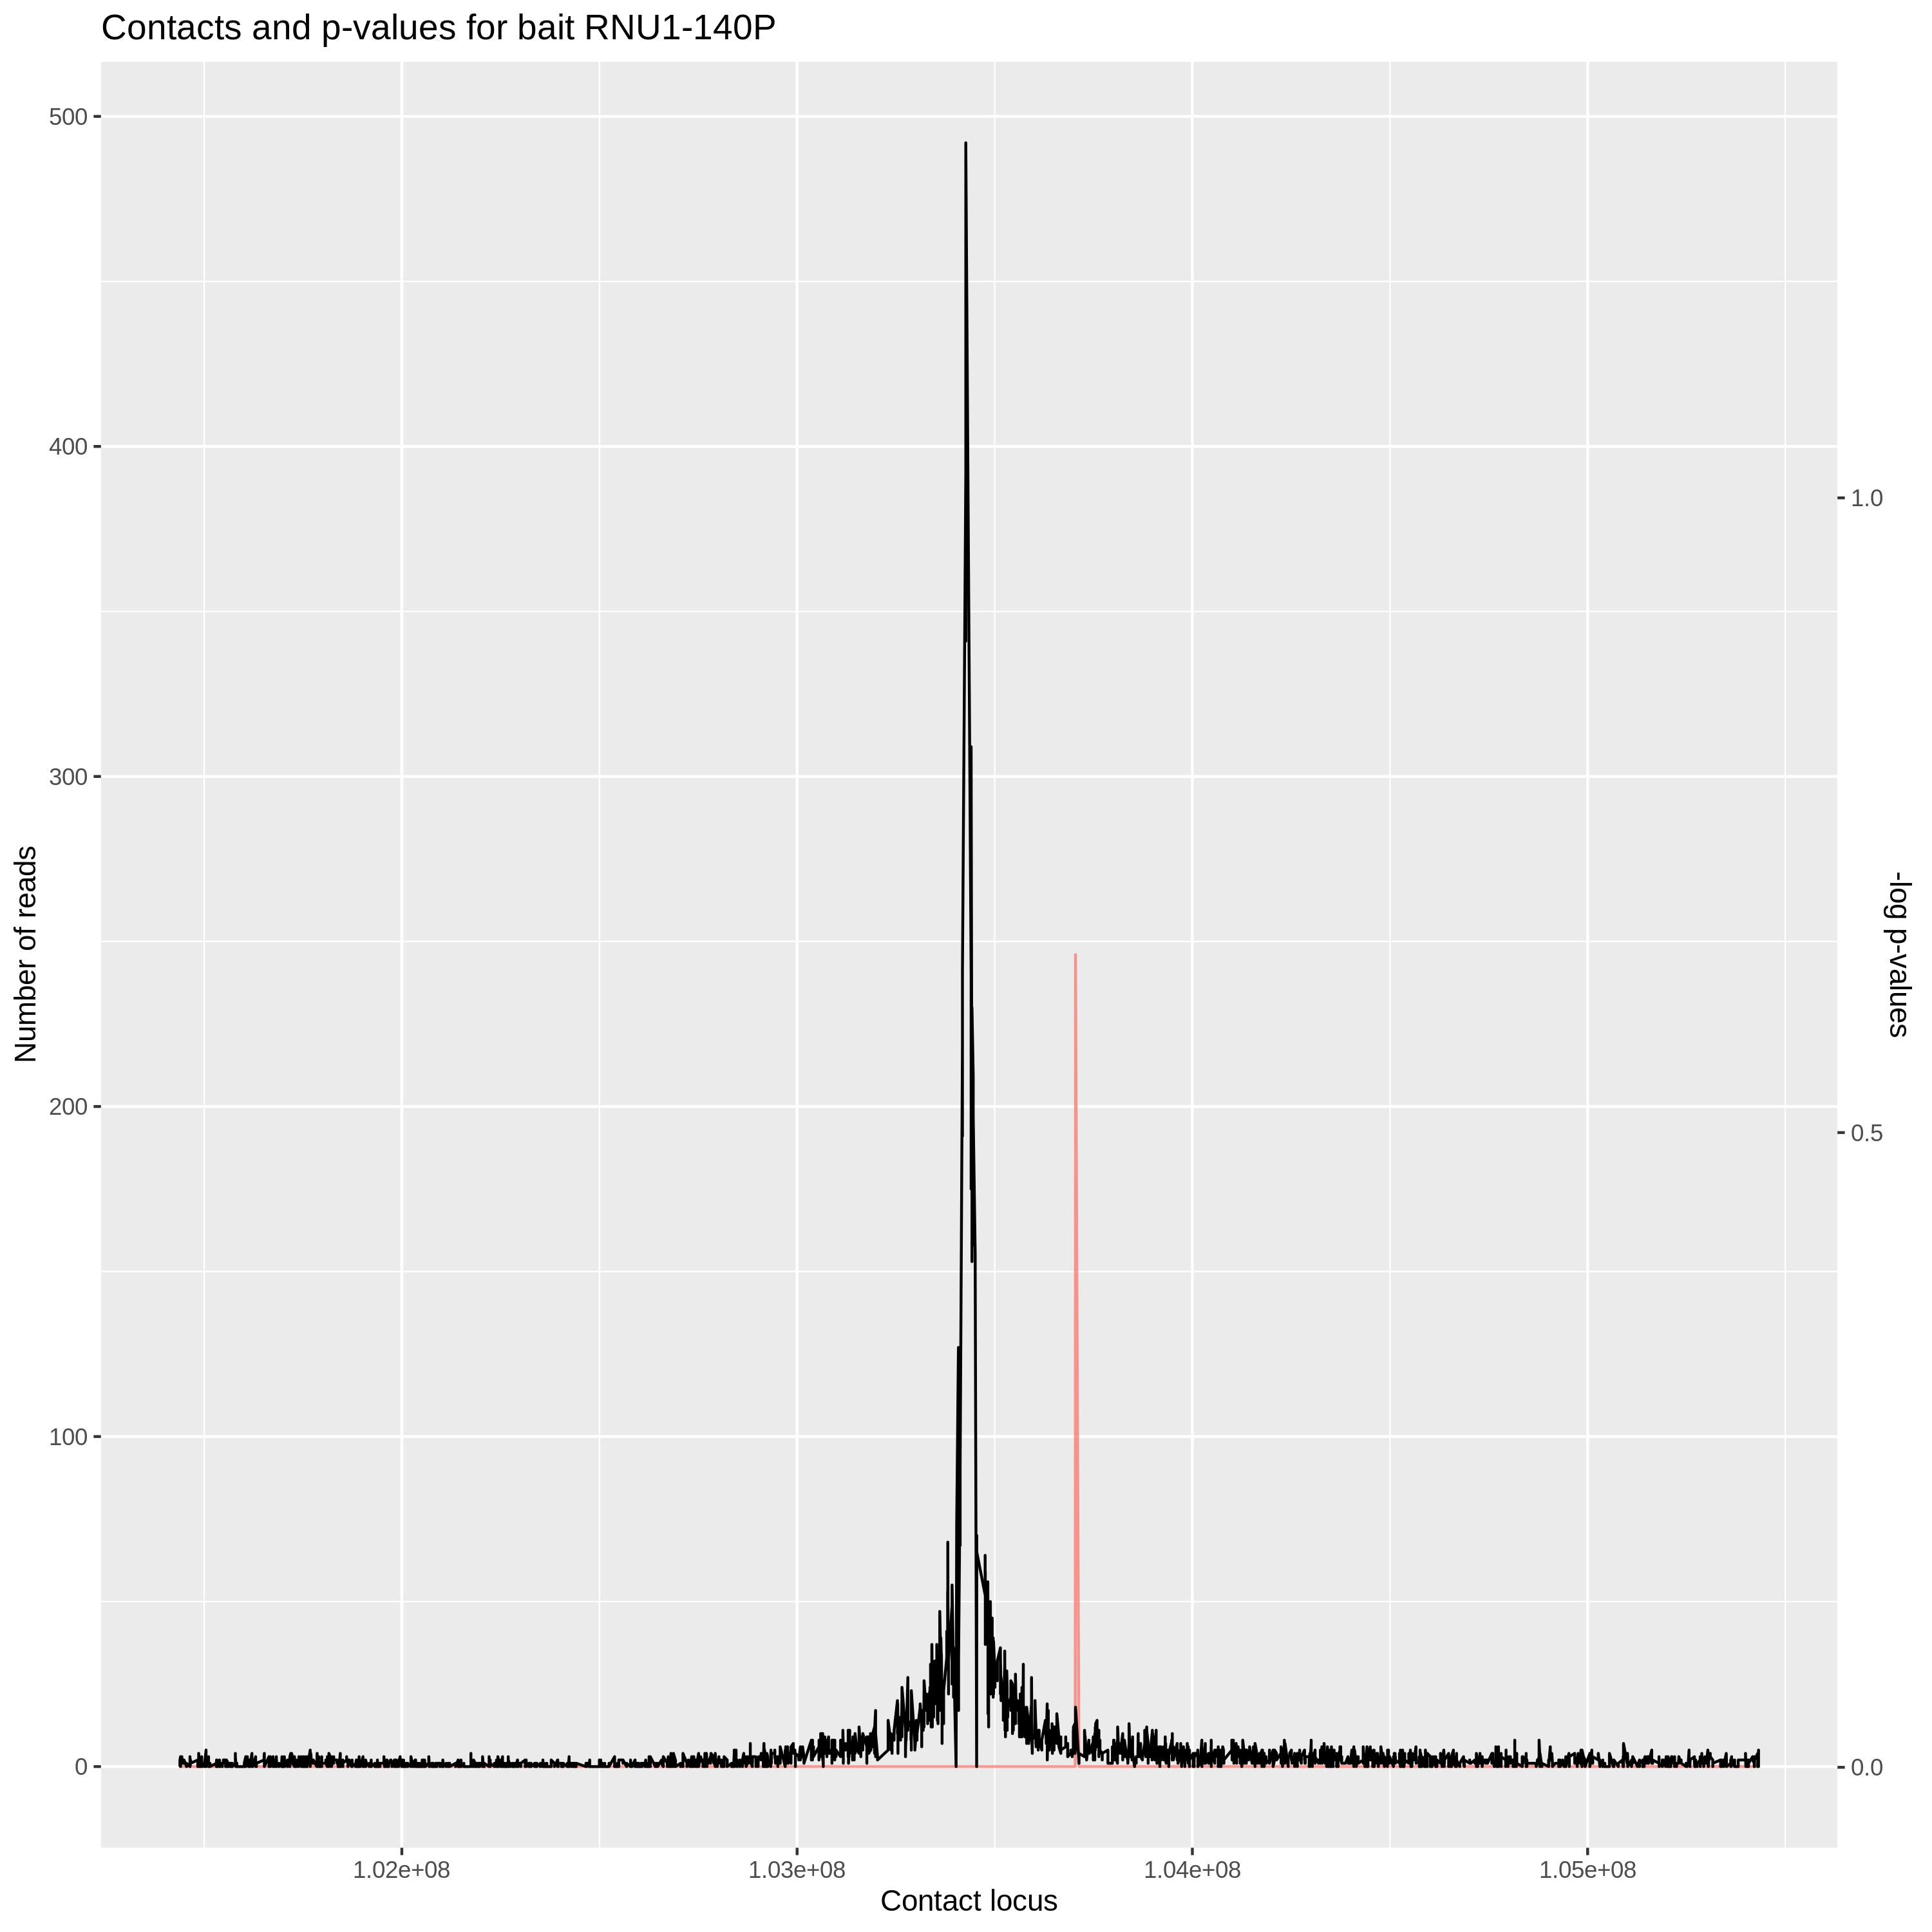 Contacts and p-values for bait RNU1-140P
500
400
300
200
100
0
Number of reads
1.0
0.5
0.0
-log p-values
1.02e+08
1.03e+08
1.04e+08
1.05e+08
Contact locus